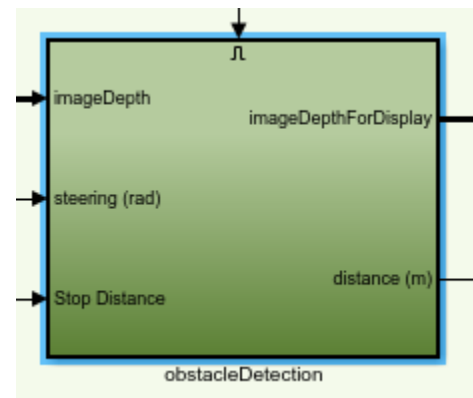 imageDepth
imageDepthForDisplay
steering (rad)
distance (m)
Stop Distance
obstacleDetection